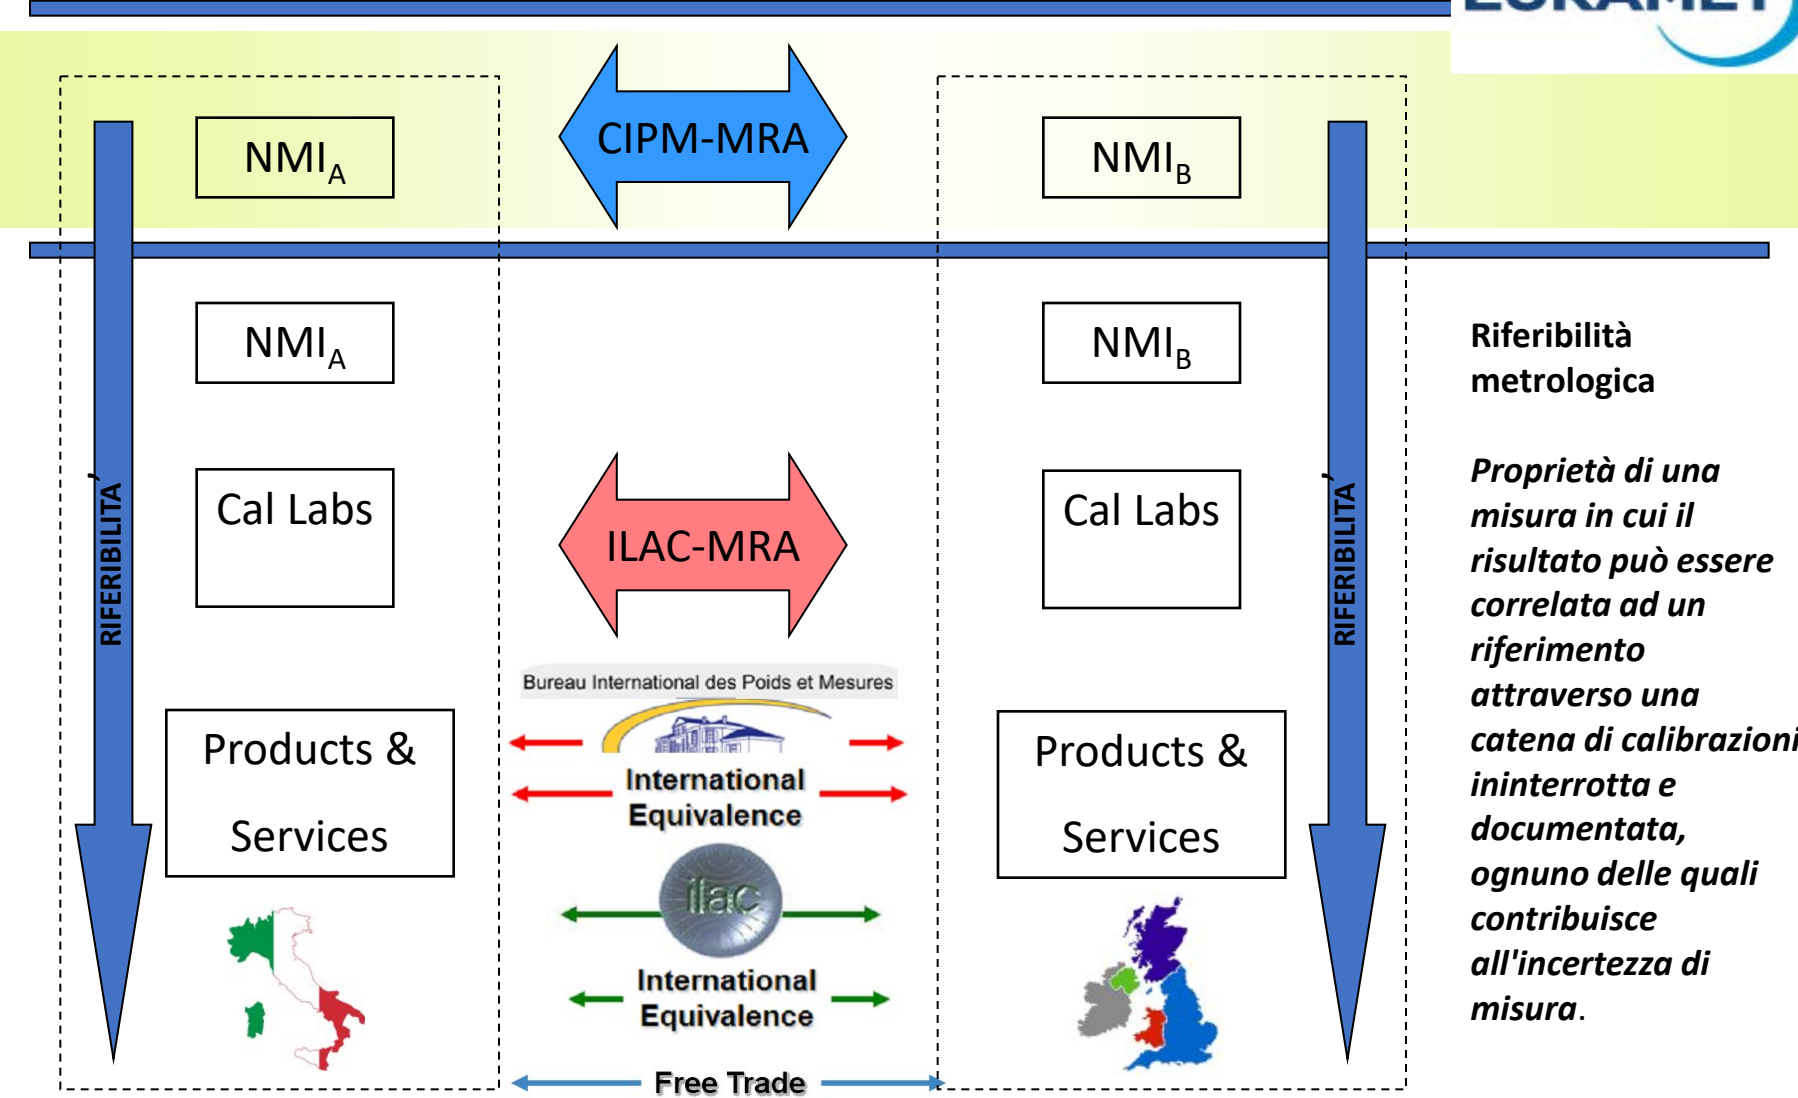 EURAMET
NMIA
CIPM-MRA
NMIB
NMIA
NMIB
Cal Labs
ILAC-MRA
Cal Labs
RIFERIBILITA’
RIFERIBILITA’
Bureau International des Poids et Mesures
Products &
Services
International
Equivalence
ilac
International
Equivalence
Free Trade
Products &
Services
Riferibilità
metrologica
Proprietà di una
misura in cui il
risultato può essere
correlata ad un
riferimento
attraverso una
catena di calibrazioni
ininterrotta e
documentata,
ognuno delle quali
contribuisce
all'incertezza di
misura.